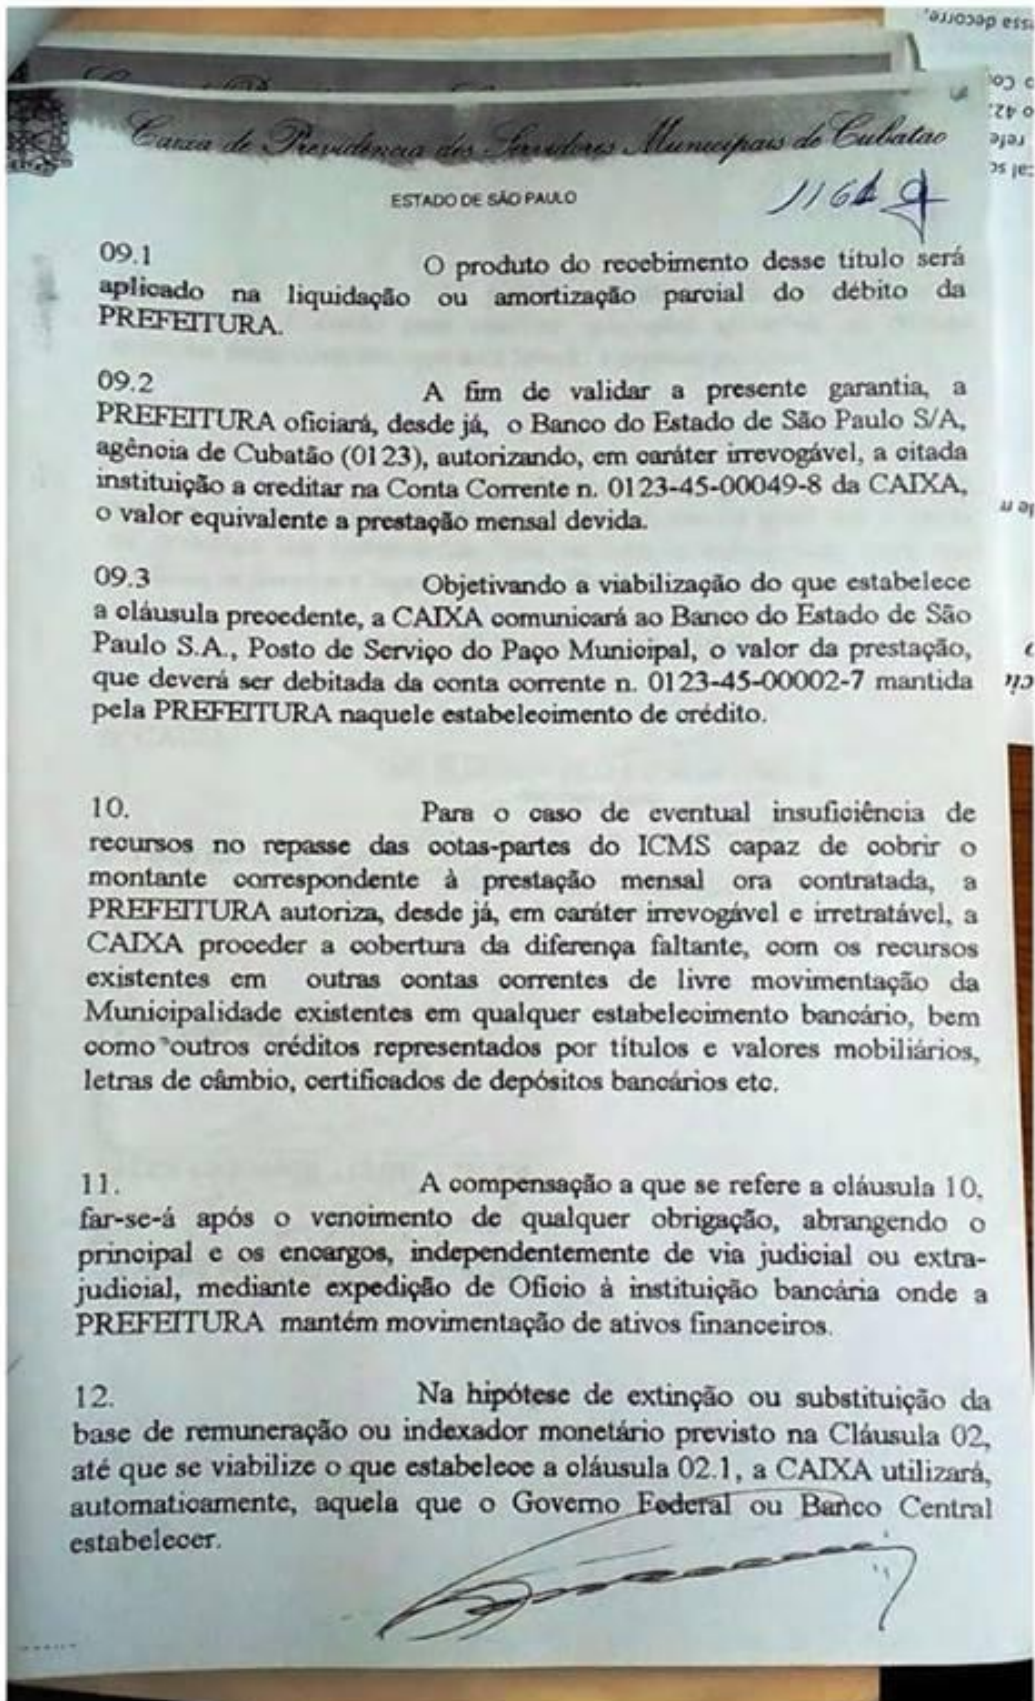 Caixa de Previdência dos Servidores Municipais de Cubatão
ESTADO DE SÃO PAULO
09.1 O produto do recebimento desse título será
aplicado na liquidação ou amortização parcial do débito da
PREFEITURA.
09.2 A fim de validar a presente garantia, a
PREFEITURA oficiará, desde já, o Banco do Estado de São Paulo S/A,
agência de Cubatão (0123), autorizando, em caráter irrevogável, a citada
instituição a creditar na Conta Corrente n. 0123-45-00049-8 da CAIXA,
o valor equivalente a prestação mensal devida.
09.3 Objetivando a viabilização do que estabelece
a cláusula precedente, a CAIXA comunicará ao Banco do Estado de São
Paulo S.A., Posto de Serviço do Paço Municipal, o valor da prestação,
que deverá ser debitada da conta corrente n. 0123-45-00002-7 mantida
pela PREFEITURA naquele estabelecimento de crédito.
10. Para o caso de eventual insuficiência de
recursos no repasse das cotas-partes do ICMS capaz de cobrir o
montante correspondente à prestação mensal ora contratada, a
PREFEITURA autoriza, desde já, em caráter irrevogável e irretratável, a
CAIXA proceder a cobertura da diferença faltante, com os recursos
existentes em outras contas correntes de livre movimentação da
Municipalidade existentes em qualquer estabelecimento bancário, bem
como outros créditos representados por títulos e valores mobiliários,
letras de câmbio, certificados de depósitos bancários etc.
11. A compensação a que se refere a cláusula 10,
far-se-á após o vencimento de qualquer obrigação, abrangendo o
principal e os encargos, independentemente de via judicial ou extra-
judicial, mediante expedição de Ofício à instituição bancária onde a
PREFEITURA mantém movimentação de ativos financeiros.
12. Na hipótese de extinção ou substituição da
base de remuneração ou indexador monetário previsto na Cláusula 02,
até que se viabilize o que estabelece a cláusula 02.1, a CAIXA utilizará,
automaticamente, aquela que o Governo Federal ou Banco Central
estabelecer.